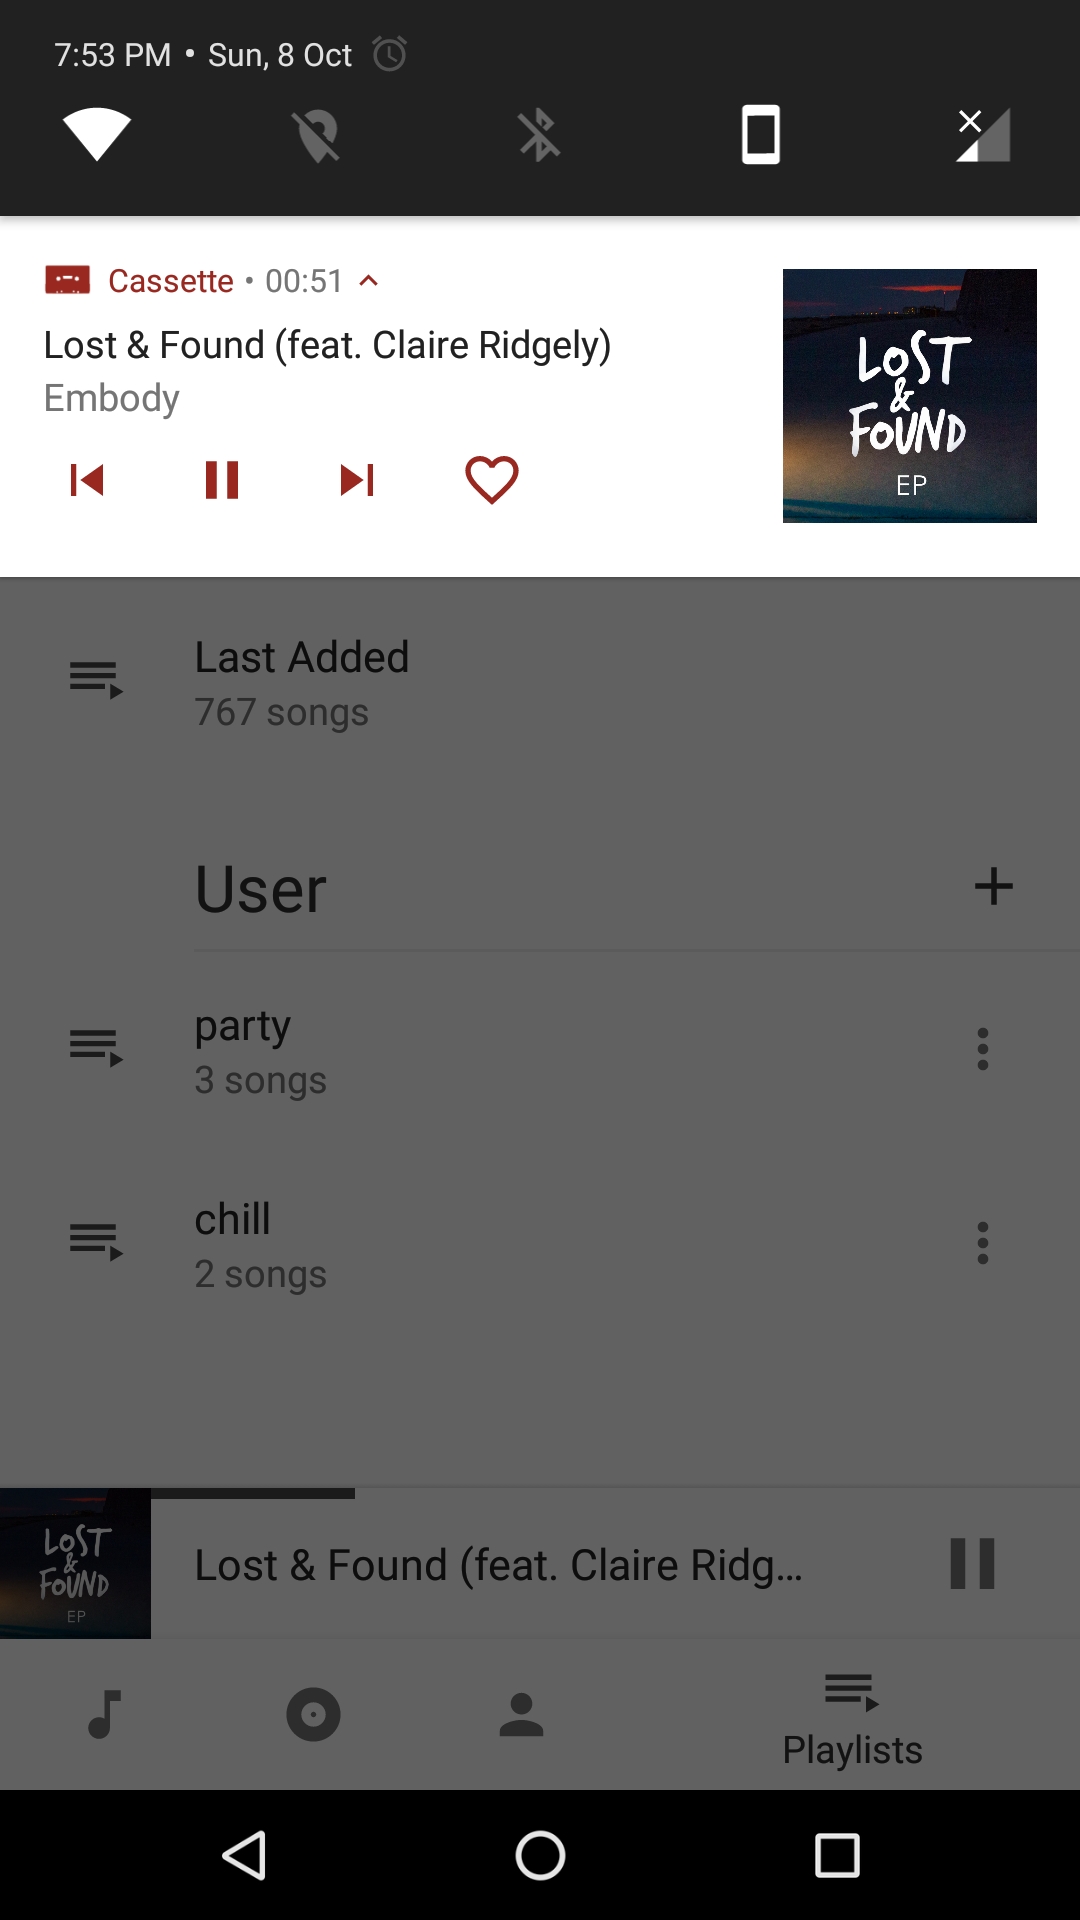 7:53 PM • Sun, 8 Oct
Cassette • 00:51
Lost & Found (feat. Claire Ridgely)
Embody
LOST
&
FOUND
EP
Last Added
767 songs
User
party
3 songs
chill
2 songs
LOST
&
FOUND
EP
Lost & Found (feat. Claire Ridg...
Playlists